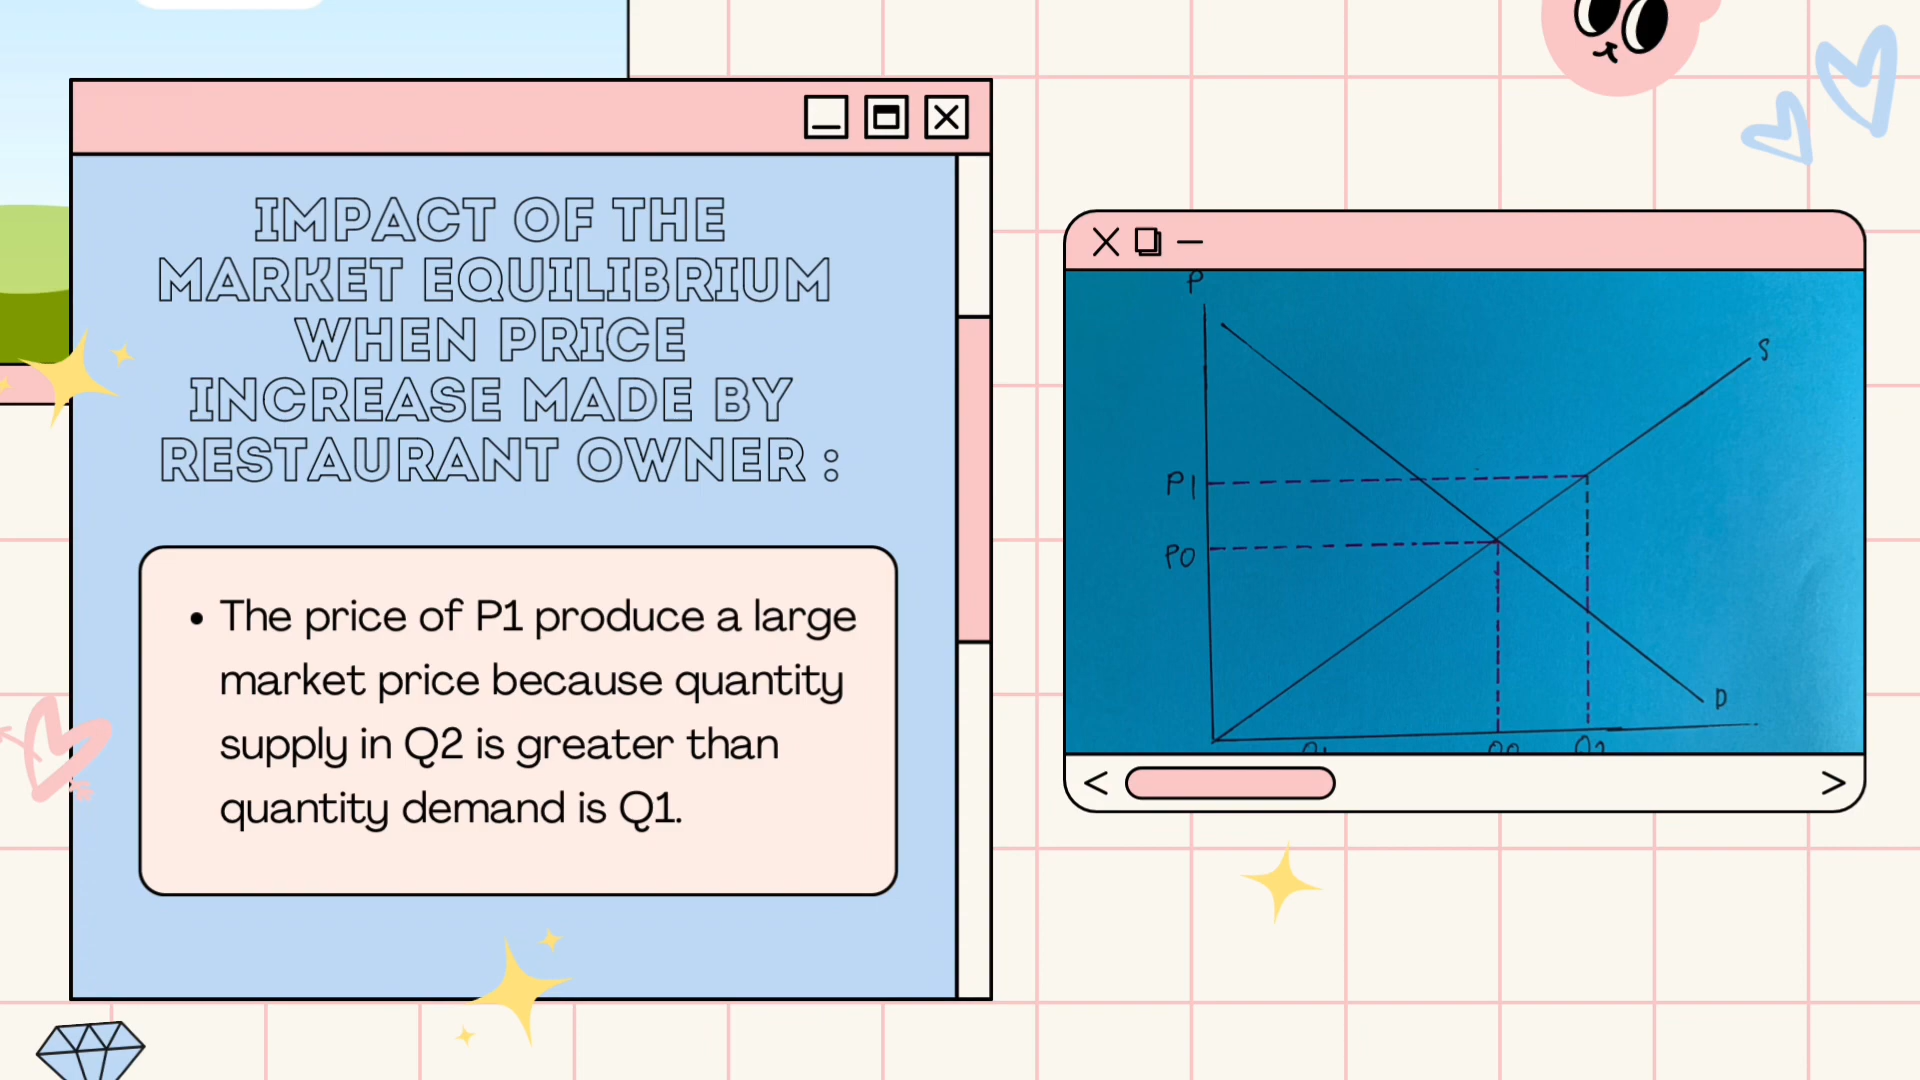 IMPACT OF THE
MARKET EQUILIBRIUM
WHEN PRICE
INCREASE MADE BY
RESTAURANT OWNER :
• The price of P1 produce a large
market price because quantity
supply in Q2 is greater than
quantity demand is Q1.
P
S
P1
P0
D